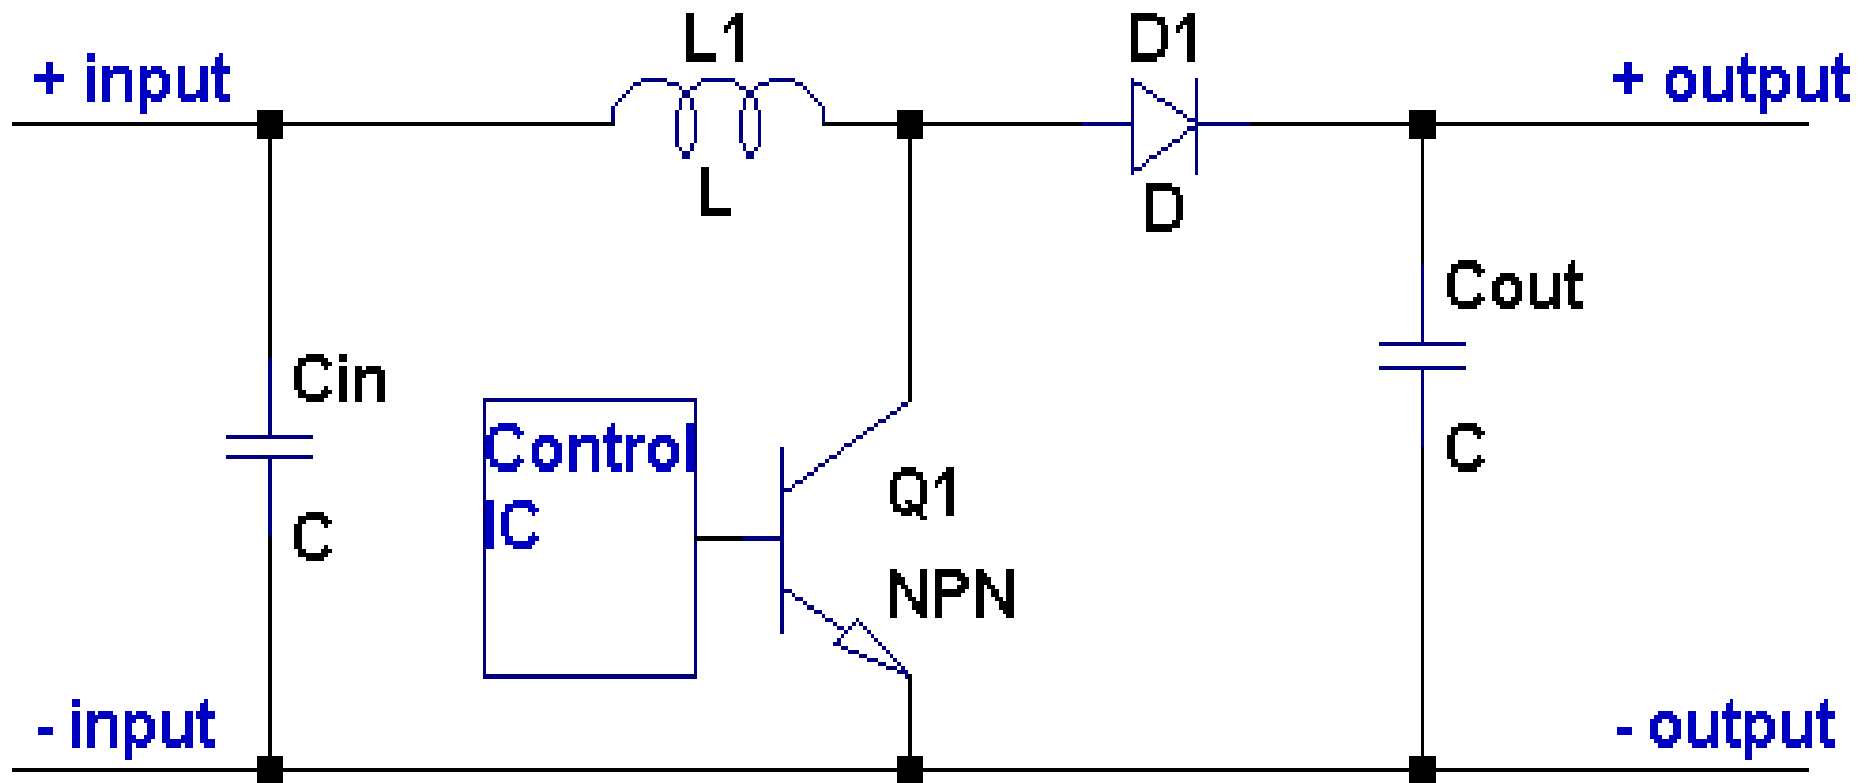 L1
D1
+ input
+ output
L
D
Cout
Cin
Control
IC
C
Q1
C
NPN
- input
- output